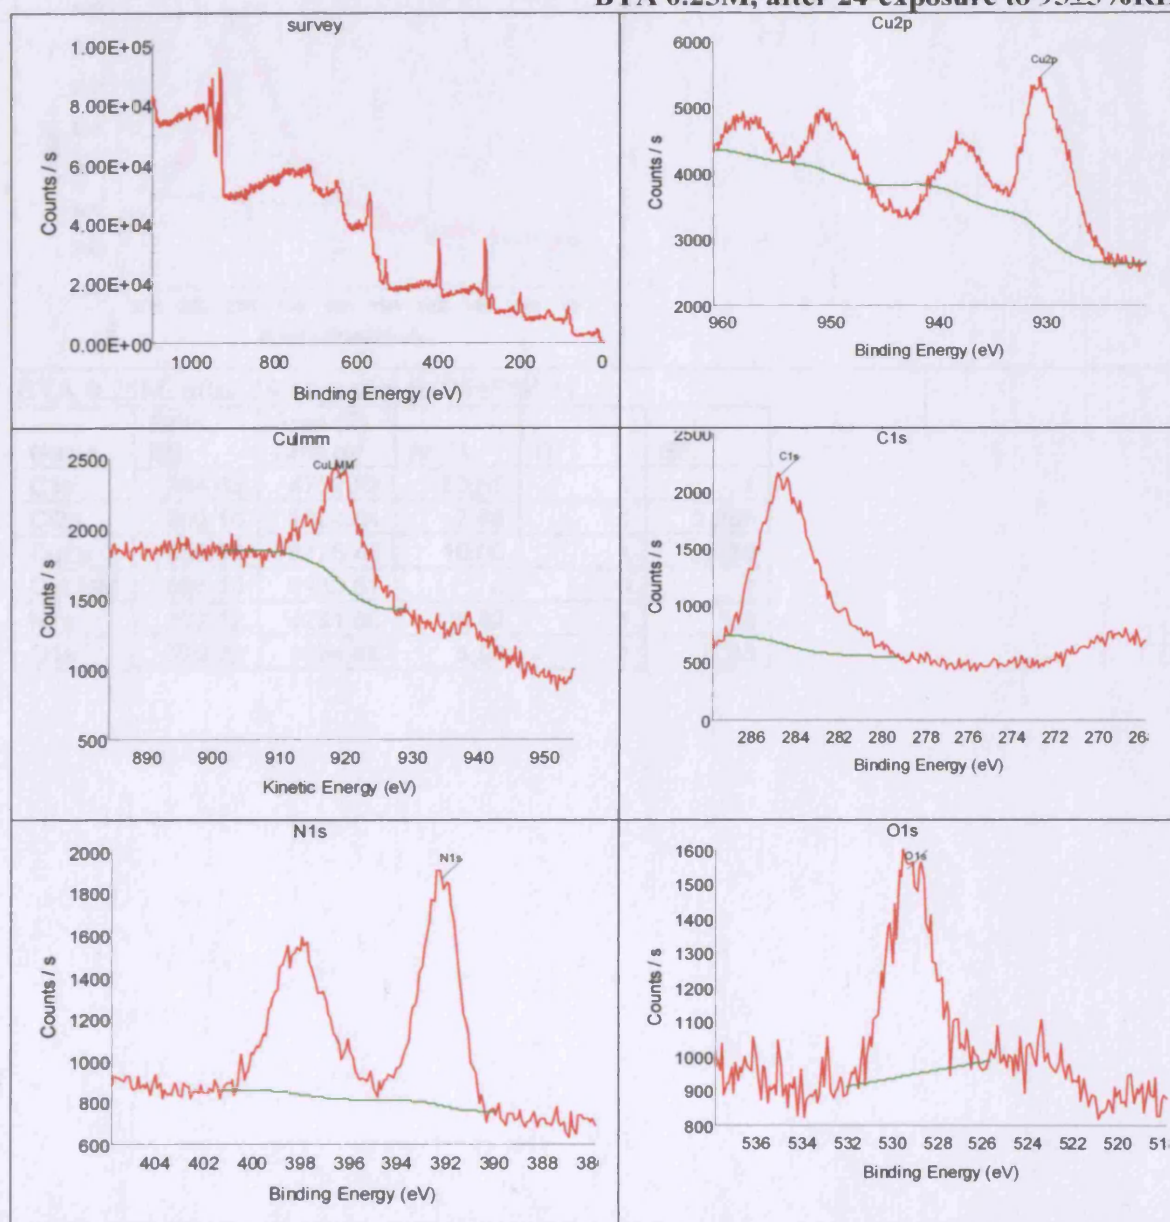 BTA 0.25M, after 24 exposure to 95±5%RH
survey
1.00E+05
8.00E+04
6.00E+04
4.00E+04
2.00E+04
0.00E+00
Counts / s
1000 800 600 400 200 0
Binding Energy (eV)
Cu2p
Cu2p
6000
5000
4000
3000
2000
Counts / s
960 950 940 930
Binding Energy (eV)
Culmm
CuLMM
2500
2000
1500
1000
500
Counts / s
890 900 910 920 930 940 950
Kinetic Energy (eV)
C1s
C1s
2500
2000
1500
1000
500
0
Counts / s
286 284 282 280 278 276 274 272 270 268
Binding Energy (eV)
N1s
N1s
2000
1800
1600
1400
1200
1000
800
600
Counts / s
404 402 400 398 396 394 392 390 388 386
Binding Energy (eV)
O1s
O1s
1600
1500
1400
1300
1200
1100
1000
900
800
Counts / s
536 534 532 530 528 526 524 522 520 518
Binding Energy (eV)